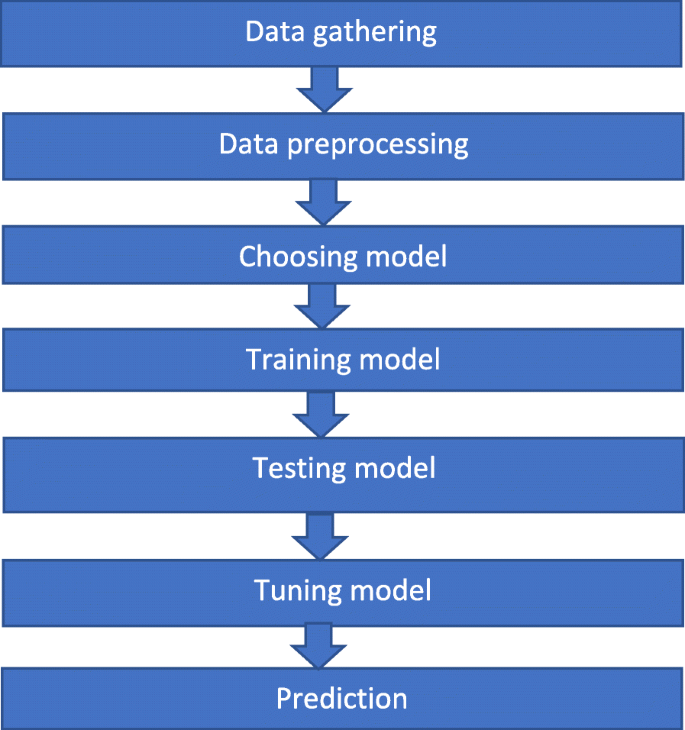 Data gathering
Data preprocessing
Choosing model
Training model
Testing model
Tuning model
Prediction